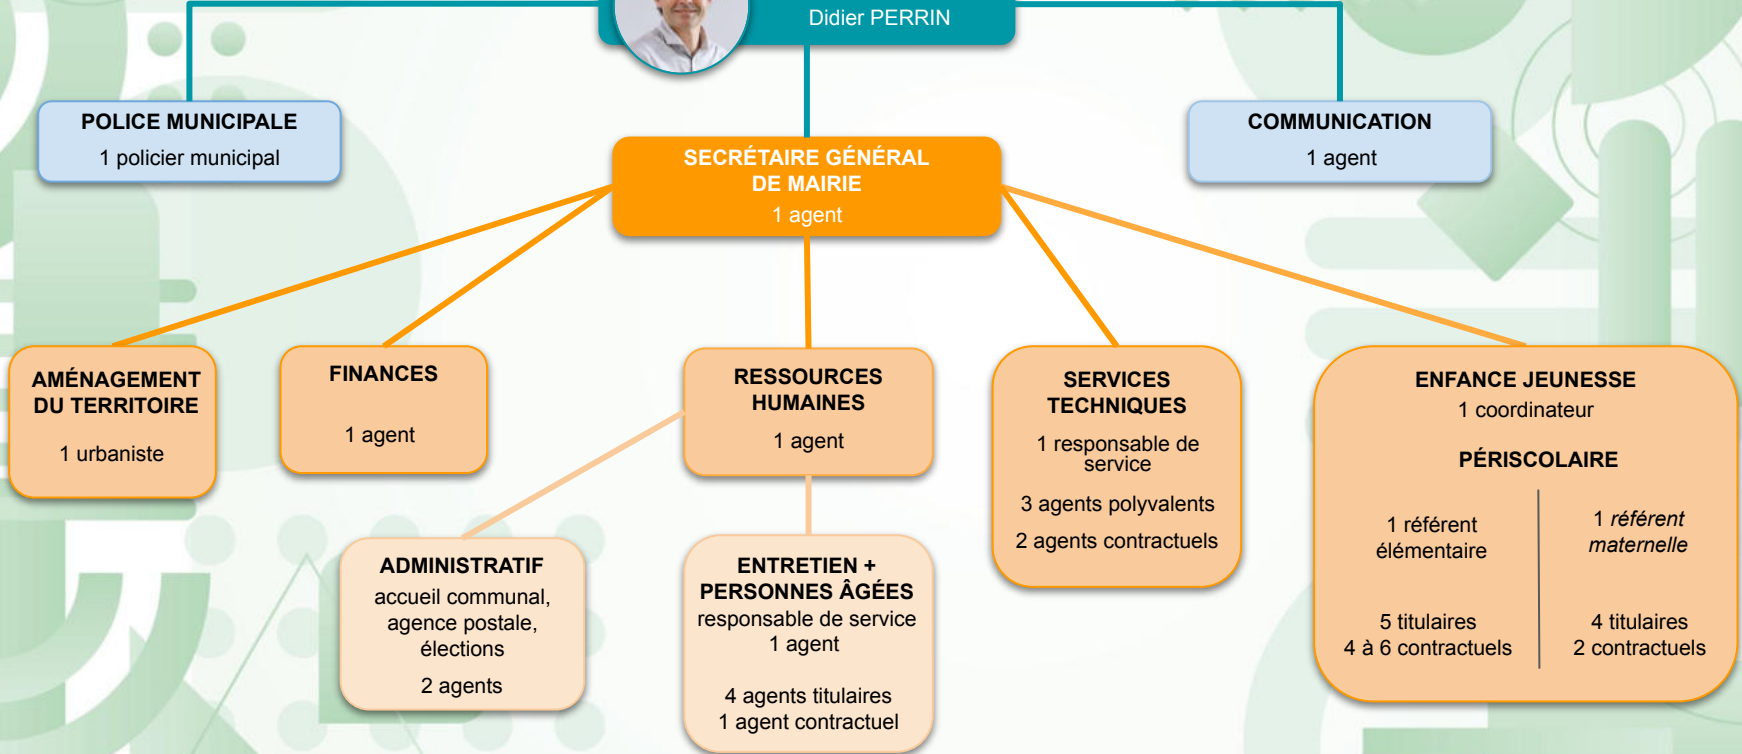 Didier PERRIN
POLICE MUNICIPALE
1 policier municipal
COMMUNICATION
1 agent
SECRÉTAIRE GÉNÉRAL
DE MAIRIE
1 agent
AMÉNAGEMENT
DU TERRITOIRE
1 urbaniste
FINANCES
1 agent
RESSOURCES
HUMAINES
1 agent
SERVICES
TECHNIQUES
1 responsable de
service
3 agents polyvalents
2 agents contractuels
ENFANCE JEUNESSE
1 coordinateur
PÉRISCOLAIRE
1 référent
élémentaire
5 titulaires
4 à 6 contractuels
1 référent
maternelle
4 titulaires
2 contractuels
ADMINISTRATIF
accueil communal,
agence postale,
élections
2 agents
ENTRETIEN +
PERSONNES ÂGÉES
responsable de service
1 agent
4 agents titulaires
1 agent contractuel